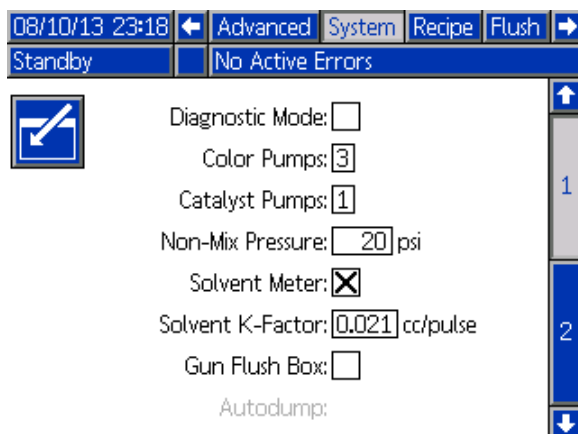 08/10/13 23:18 Advanced System Recipe Flush
Standby No Active Errors
Diagnostic Mode:
Color Pumps: 3
1
Catalyst Pumps: 1
Non-Mix Pressure: 20 psi
Solvent Meter:
Solvent K-Factor: 0.021 cc/pulse
2
Gun Flush Box:
Autodump: